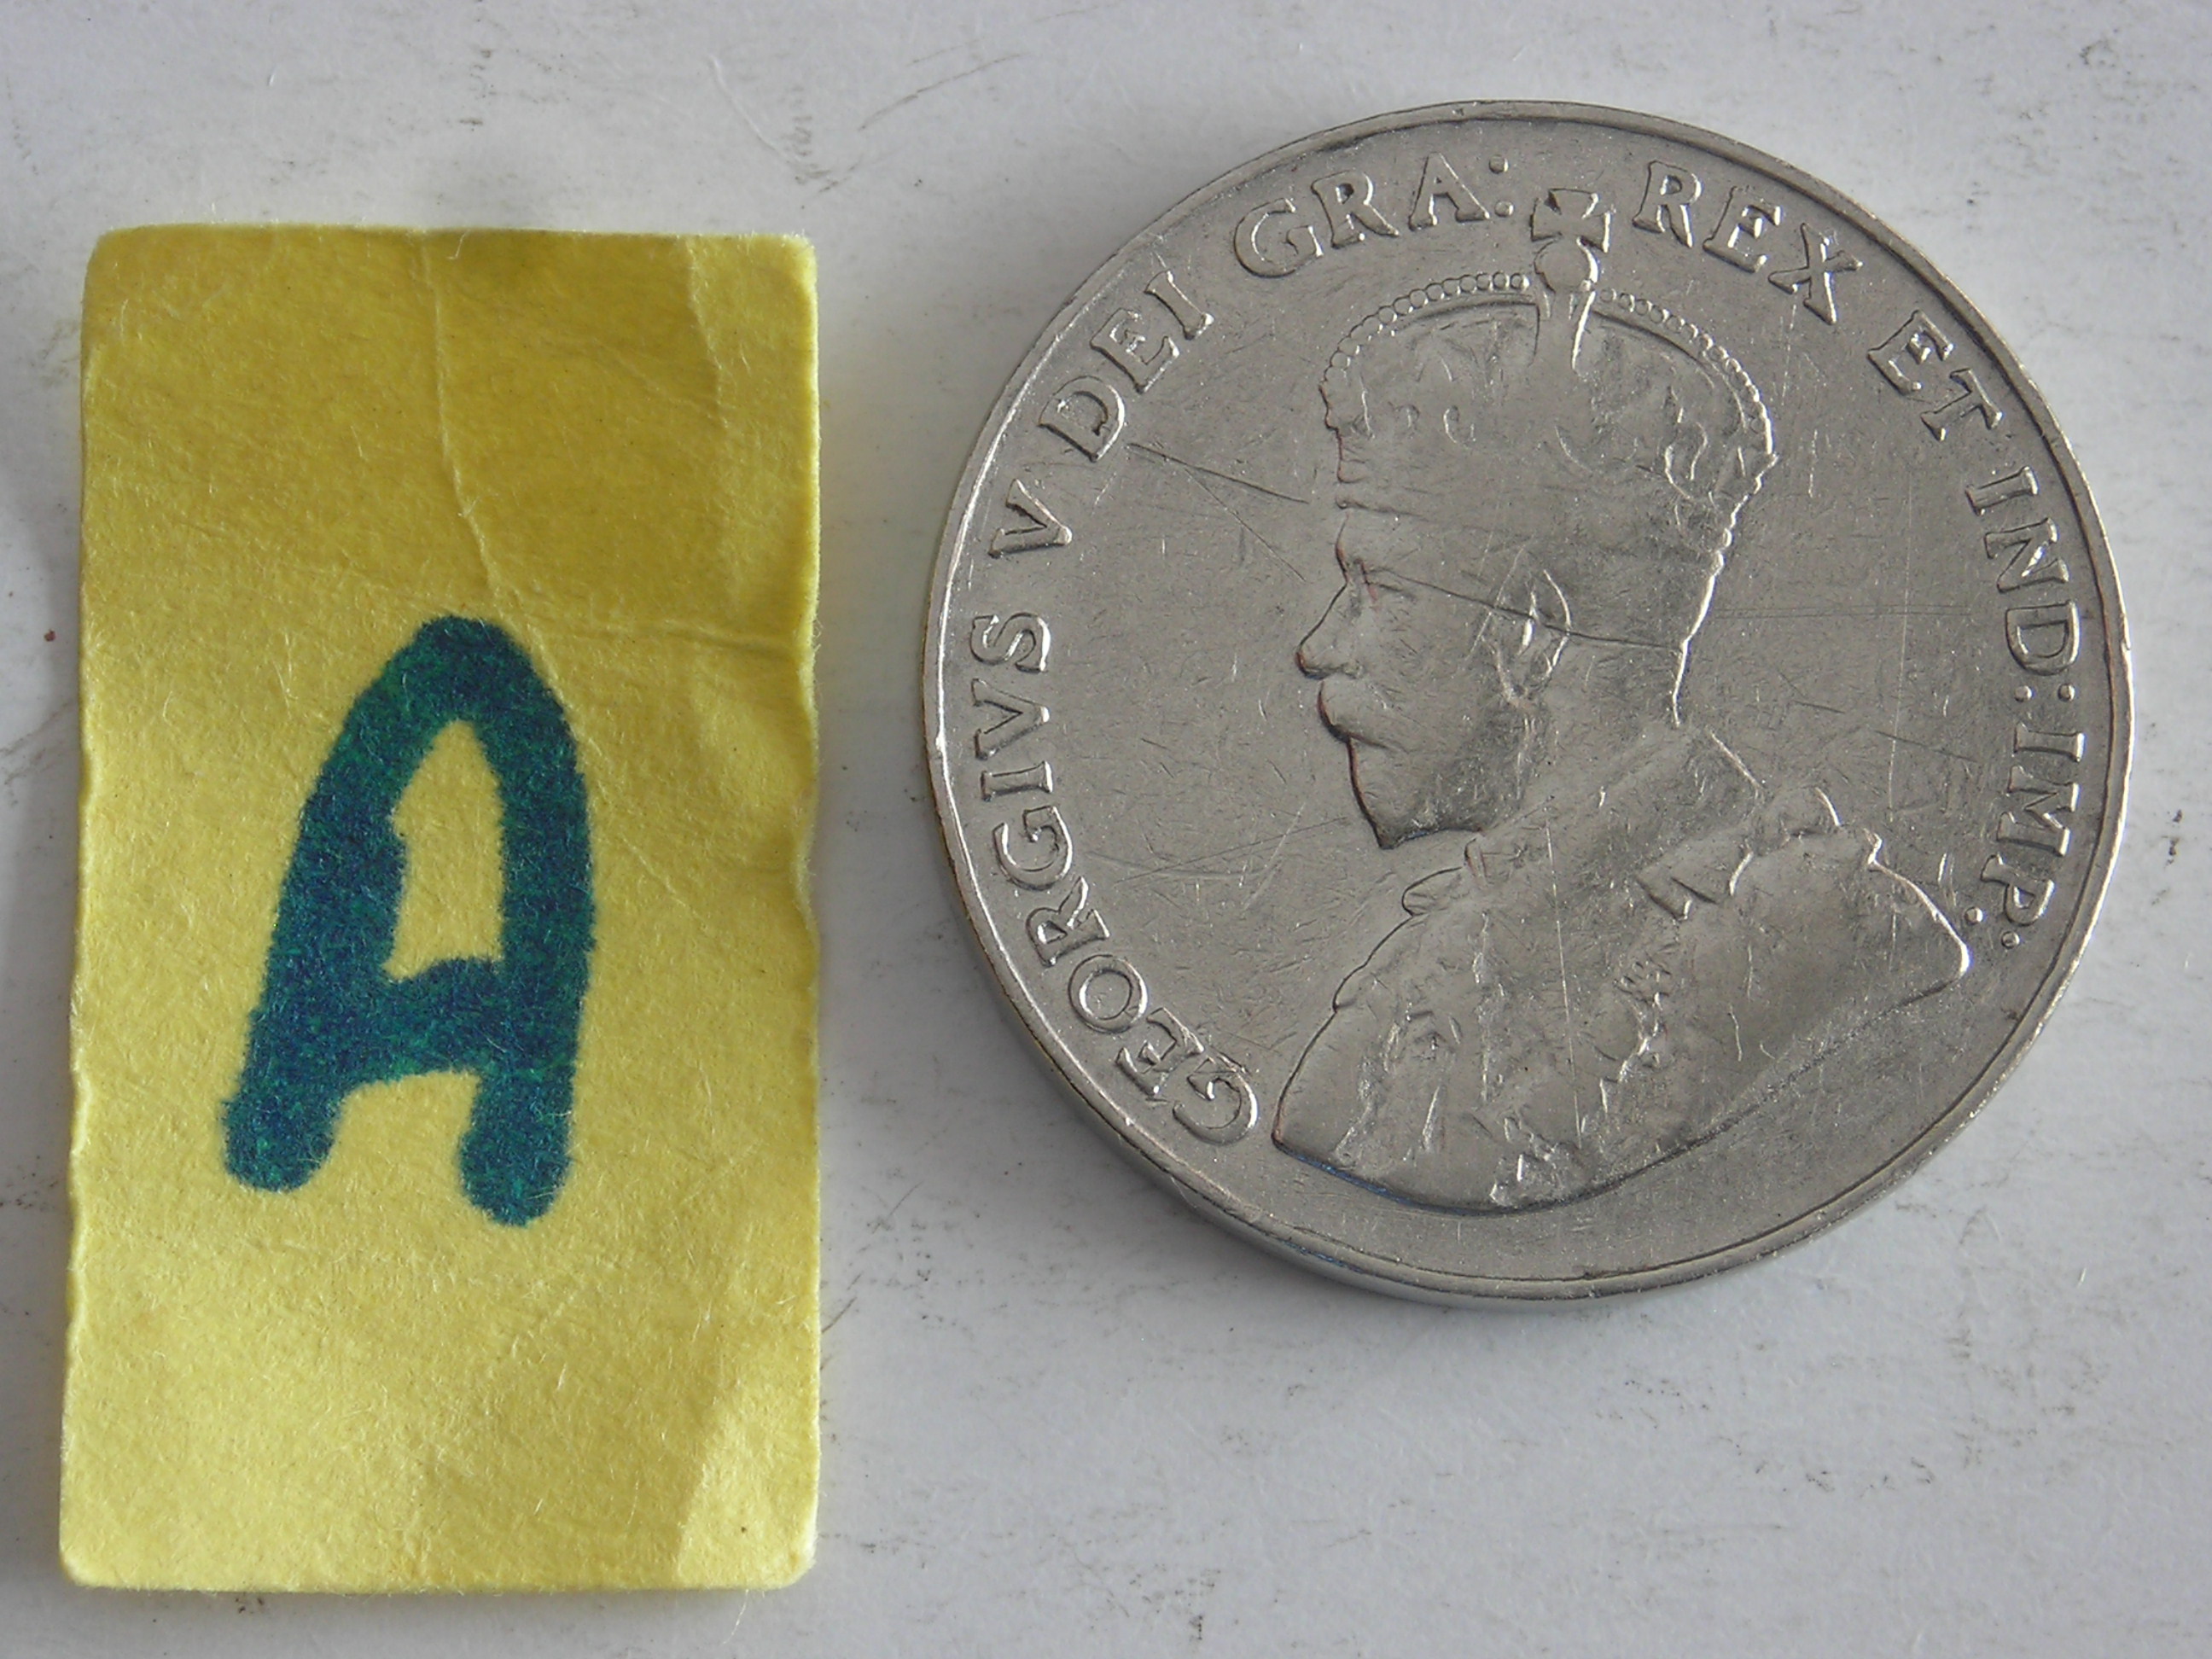 A
GEORGIVS V DEI GRA: REX ET IND: IMP: